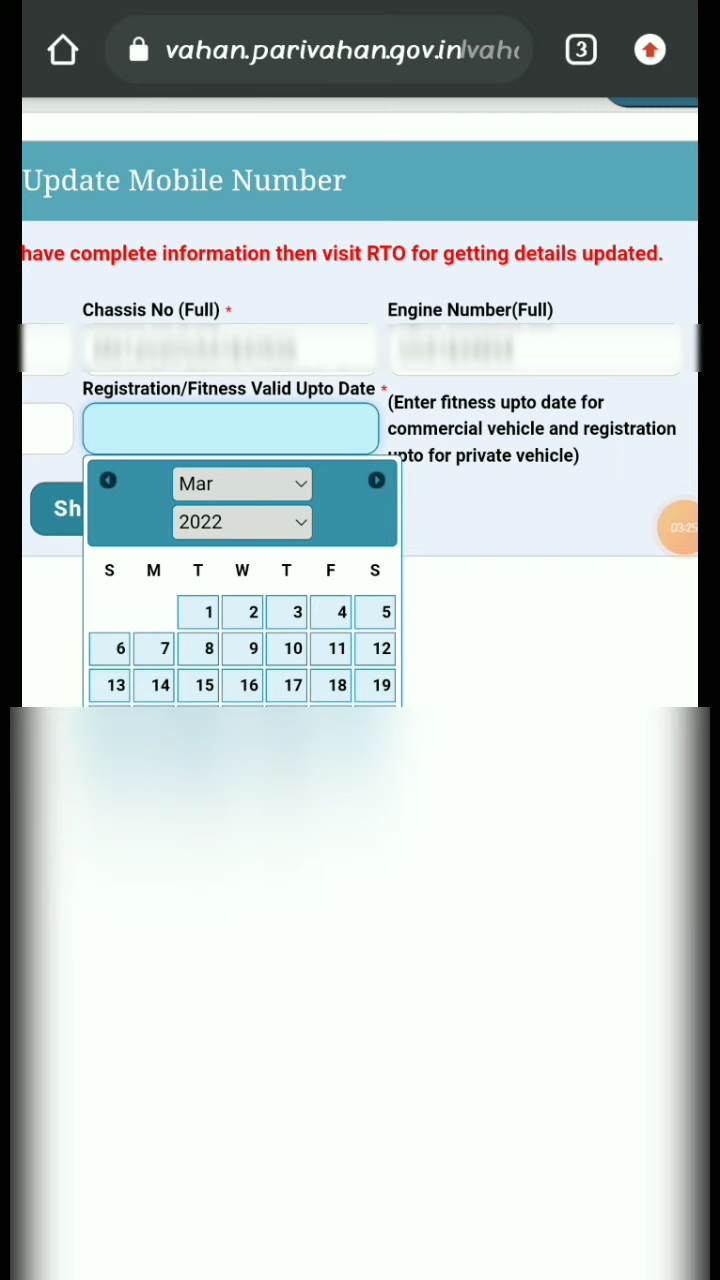 vahan.parivahan.gov.in/vaha
3
Update Mobile Number
have complete information then visit RTO for getting details updated.
Chassis No (Full) *
Engine Number(Full)
Registration/Fitness Valid Upto Date *
(Enter fitness upto date for
commercial vehicle and registration
upto for private vehicle)
Sh
Mar
2022
03:25
S M T W T F S
1 2 3 4 5
6 7 8 9 10 11 12
13 14 15 16 17 18 19